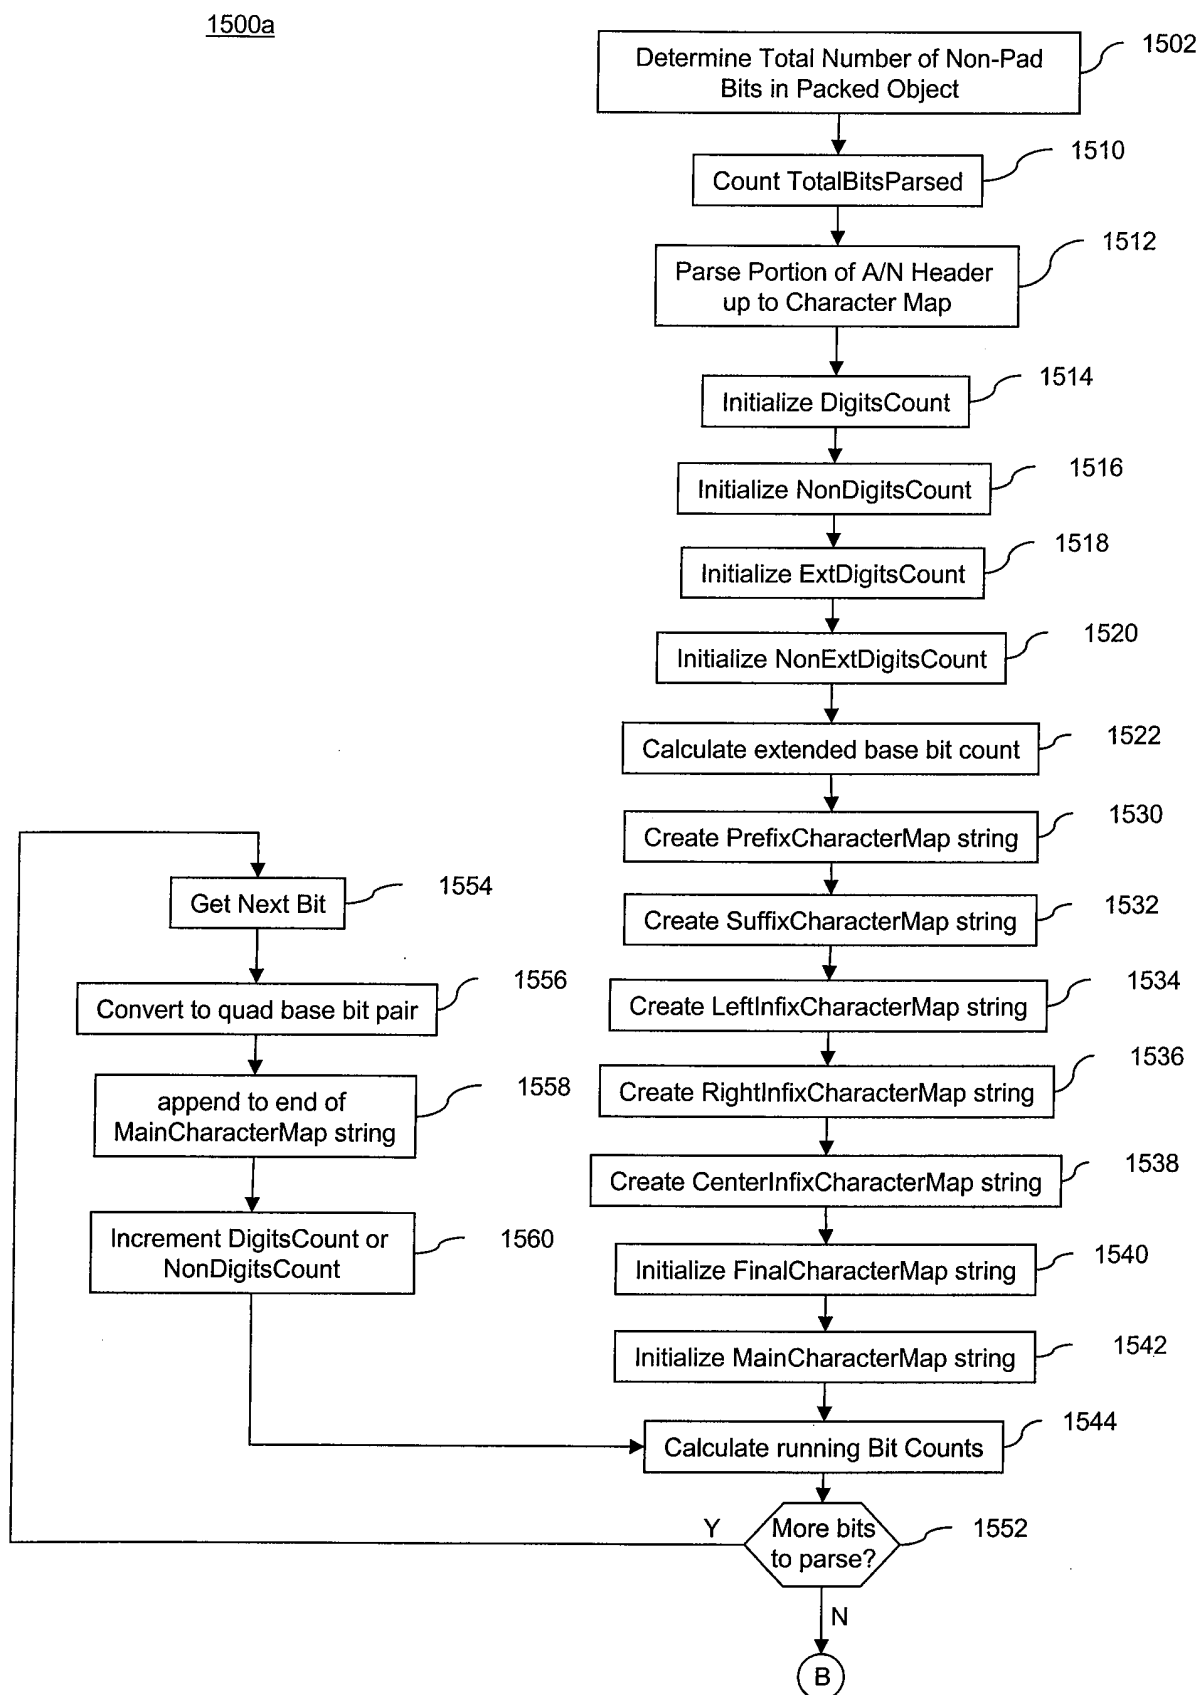 1500a
Determine Total Number of Non-Pad
Bits in Packed Object
1502
Count TotalBitsParsed
1510
Parse Portion of A/N Header
up to Character Map
1512
Initialize DigitsCount
1514
Initialize NonDigitsCount
1516
Initialize ExtDigitsCount
1518
Initialize NonExtDigitsCount
1520
Calculate extended base bit count
1522
Create PrefixCharacterMap string
1530
Create SuffixCharacterMap string
1532
Create LeftInfixCharacterMap string
1534
Create RightInfixCharacterMap string
1536
Create CenterInfixCharacterMap string
1538
Initialize FinalCharacterMap string
1540
Initialize MainCharacterMap string
1542
Calculate running Bit Counts
1544
More bits
to parse?
1552
Y
N
B
Get Next Bit
1554
Convert to quad base bit pair
1556
append to end of
MainCharacterMap string
1558
Increment DigitsCount or
NonDigitsCount
1560